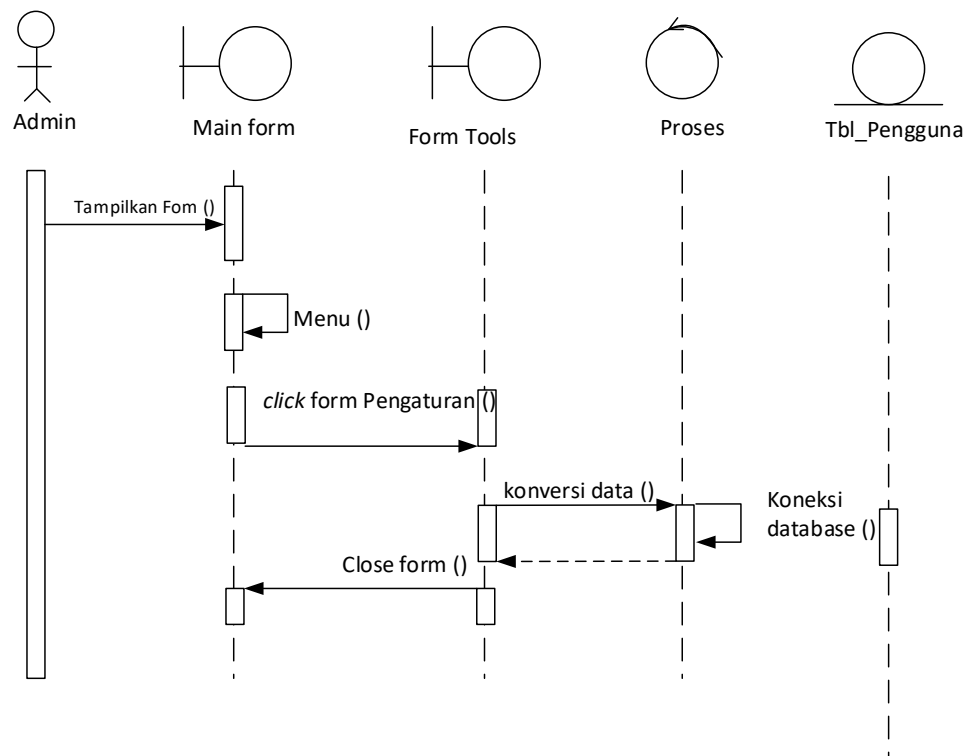 Admin
Main form
Form Tools
Proses
Tbl_Pengguna
Tampilkan Fom ()
Menu ()
click form Pengaturan ()
konversi data ()
Koneksi
database ()
Close form ()